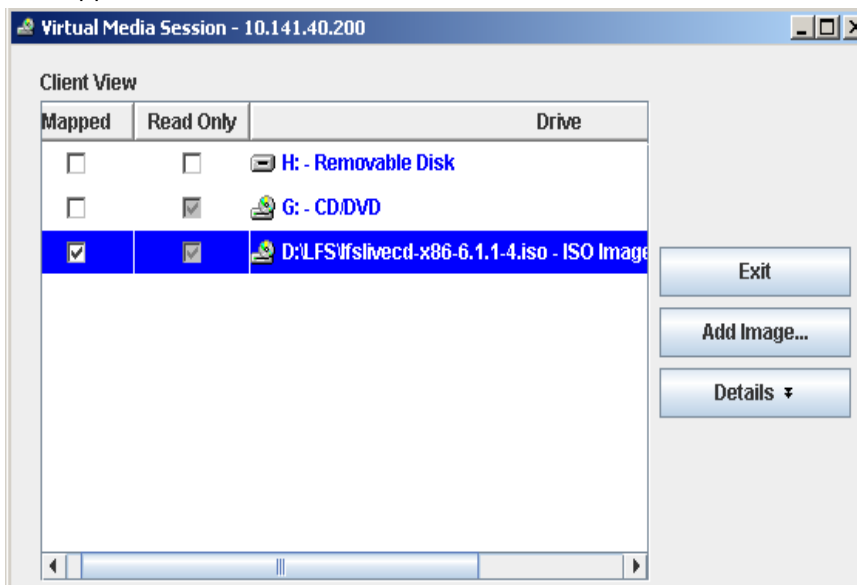 Virtual Media Session - 10.141.40.200
Client View
Mapped Read Only Drive
H: - Removable Disk
G: - CD/DVD
D:\LFS\lfslivecd-x86-6.1.1-4.iso - ISO Image
Exit
Add Image...
Details